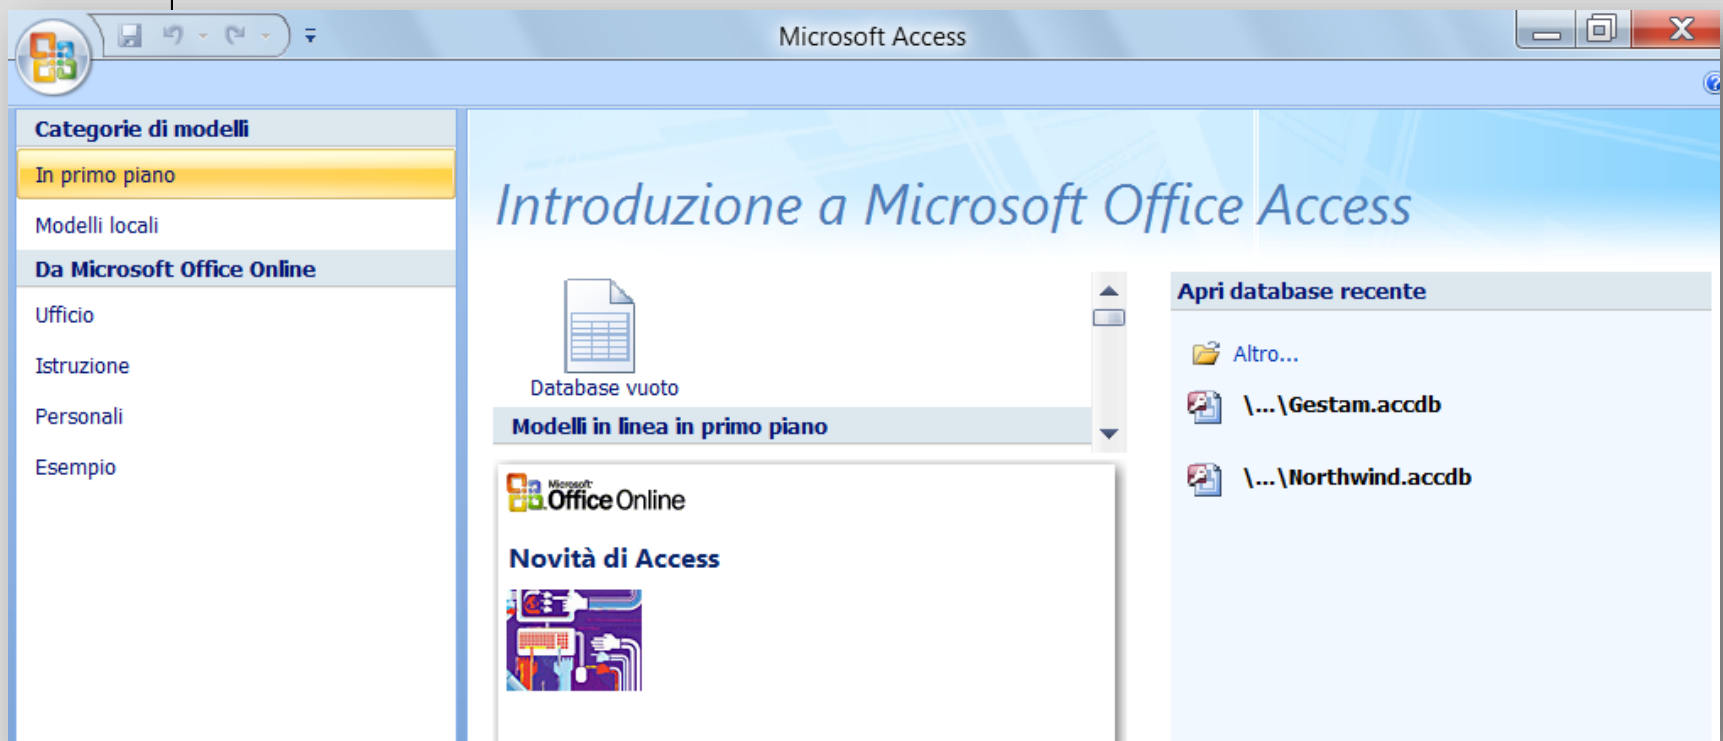 Microsoft Access
Categorie di modelli
In primo piano
Modelli locali
Da Microsoft Office Online
Ufficio
Istruzione
Personali
Esempio
Introduzione a Microsoft Office Access
Database vuoto
Modelli in linea in primo piano
Microsoft
Office Online
Novità di Access
Apri database recente
Altro...
\...\Gestam.accdb
\...\Northwind.accdb